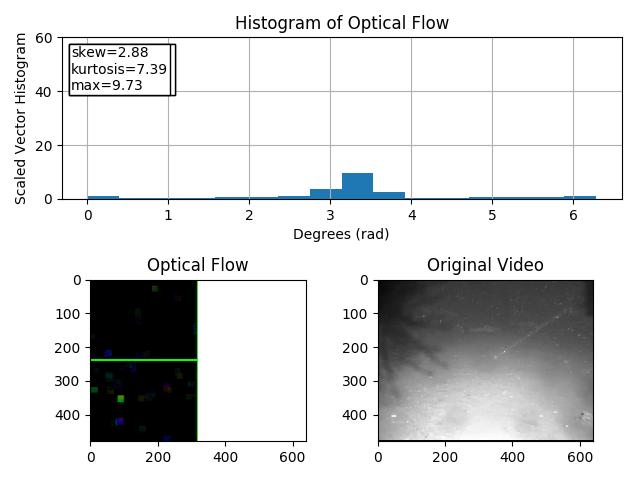 Histogram of Optical Flow
Scaled Vector Histogram
60
40
20
0
skew=2.88
kurtosis=7.39
max=9.73
0 1 2 3 4 5 6
Degrees (rad)
Optical Flow
0
100
200
300
400
0 200 400 600
Original Video
0
100
200
300
400
0 200 400 600